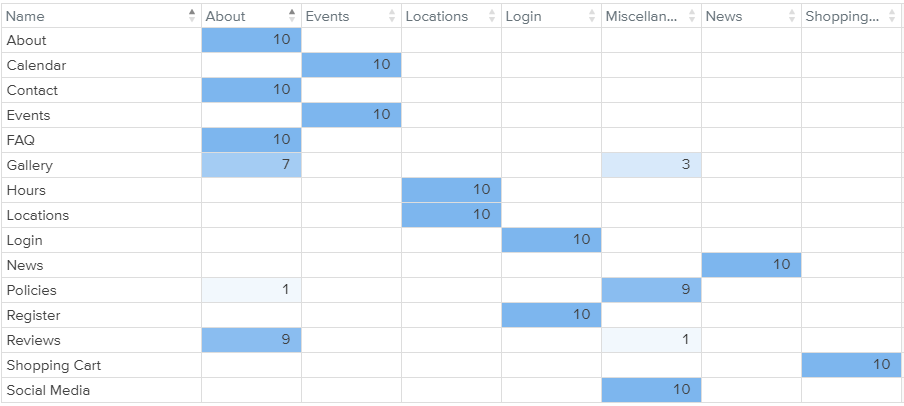 Name About Events Locations Login Miscellan... News Shopping...
About 10
Calendar 10
Contact 10
Events 10
FAQ 10
Gallery 7 3
Hours 10
Locations 10
Login 10
News 10
Policies 1 9
Register 10
Reviews 9 1
Shopping Cart 10
Social Media 10